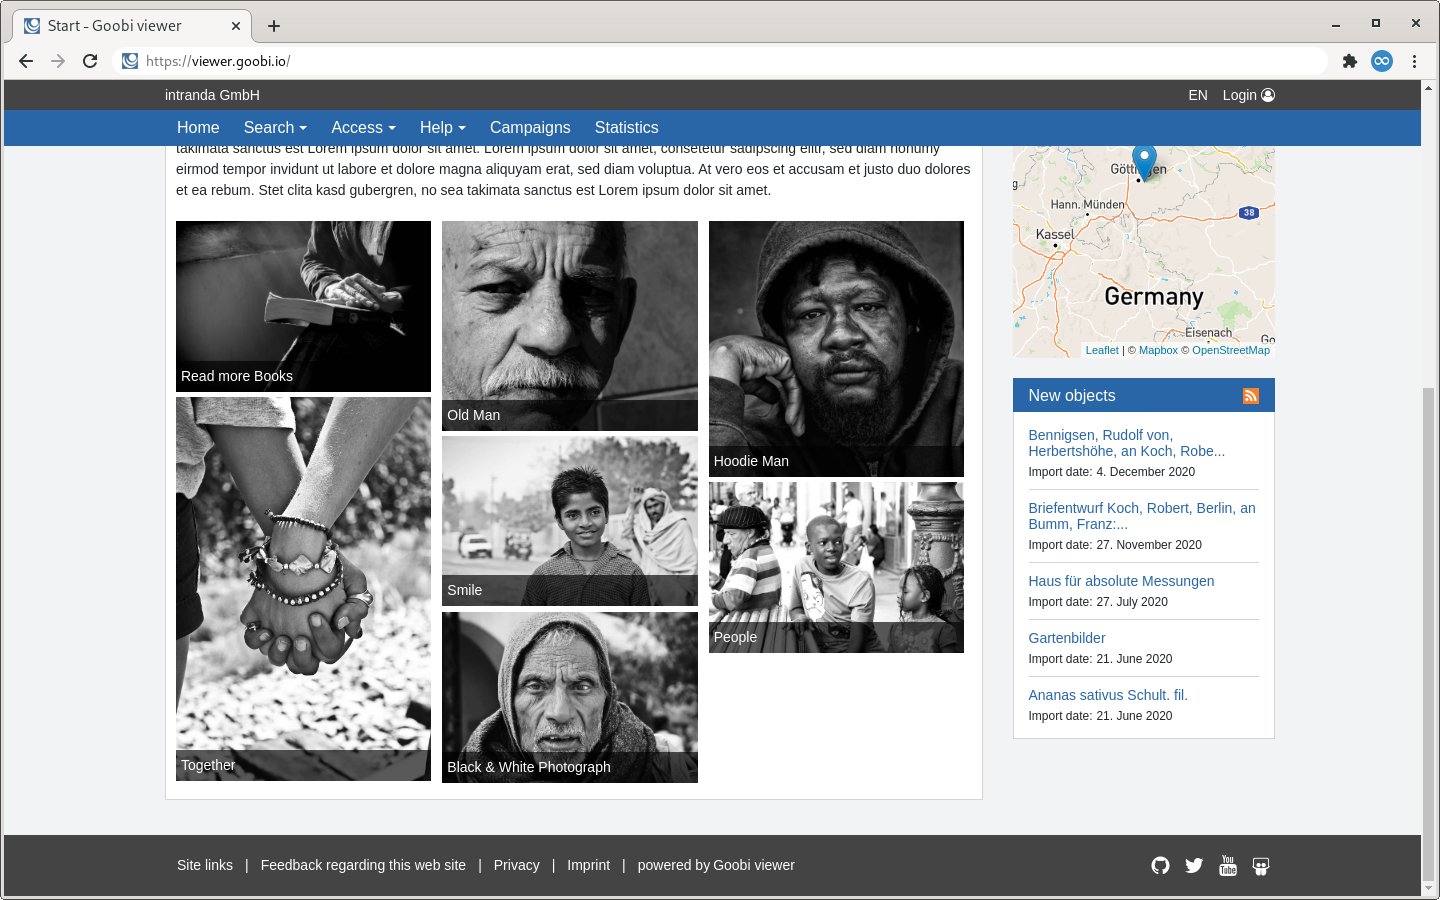 Start - Goobi viewer
https://viewer.goobi.io/
intranda GmbH
EN Login
Home Search Access Help Campaigns Statistics
takimata sanctus est Lorem ipsum dolor sit amet. Lorem ipsum dolor sit amet, consetetur sadipscing elitr, sed diam nonumy
eirmod tempor invidunt ut labore et dolore magna aliquyam erat, sed diam voluptua. At vero eos et accusam et justo duo dolores
et ea rebum. Stet clita kasd gubergren, no sea takimata sanctus est Lorem ipsum dolor sit amet.
Read more Books
Old Man
Hoodie Man
Smile
People
Together
Black & White Photograph
Hann. Münden
38
Kassel
Germany
Eisenach
Leaflet | © Mapbox © OpenStreetMap
New objects
Bennigsen, Rudolf von,
Herbertshöhe, an Koch, Robe...
Import date: 4. December 2020
Briefentwurf Koch, Robert, Berlin, an
Bumm, Franz:...
Import date: 27. November 2020
Haus für absolute Messungen
Import date: 27. July 2020
Gartenbilder
Import date: 21. June 2020
Ananas sativus Schult. fil.
Import date: 21. June 2020
Site links | Feedback regarding this web site | Privacy | Imprint | powered by Goobi viewer
You
Tube